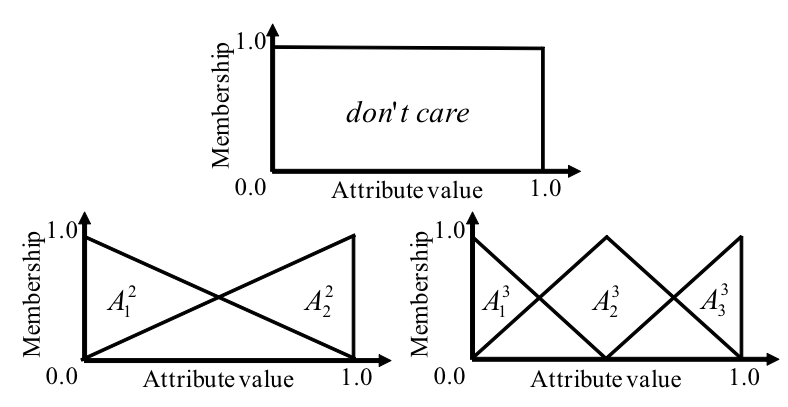 1.0
Membership
don't care
0.0
Attribute value
1.0
1.0
Membership
$A_1^2$
$A_2^2$
0.0
Attribute value
1.0
1.0
Membership
$A_1^3$
$A_2^3$
$A_3^3$
0.0
Attribute value
1.0